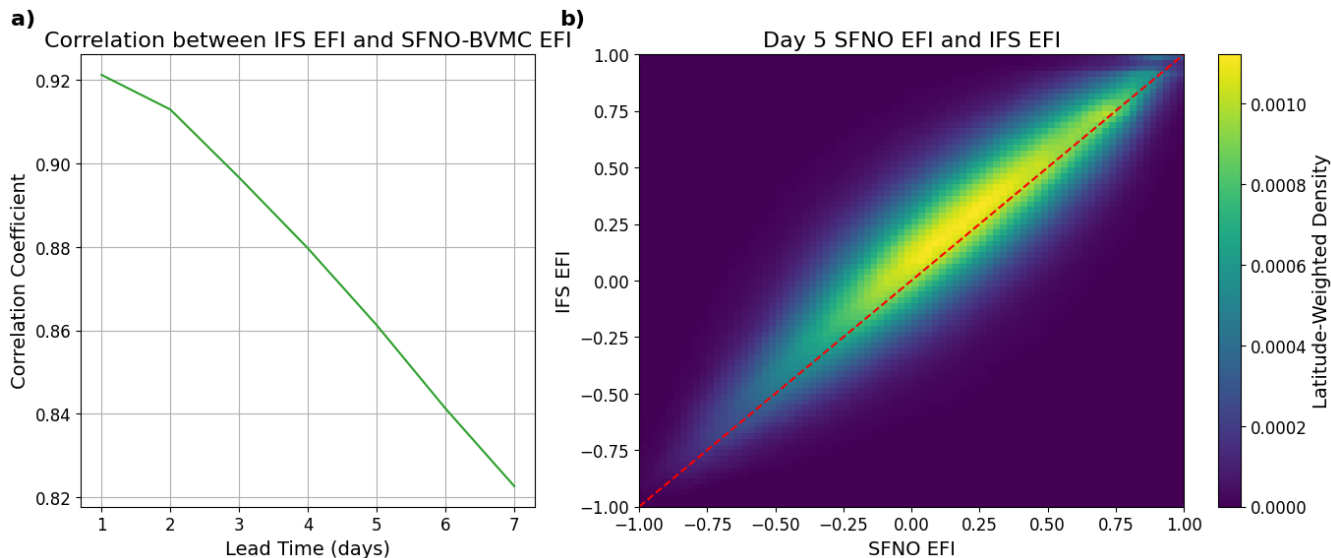 a)
Correlation between IFS EFI and SFNO-BVMC EFI
Correlation Coefficient
0.92
0.90
0.88
0.86
0.84
0.82
1 2 3 4 5 6 7
Lead Time (days)
b)
Day 5 SFNO EFI and IFS EFI
IFS EFI
1.00
0.75
0.50
0.25
0.00
−0.25
−0.50
−0.75
−1.00
−1.00 −0.75 −0.50 −0.25 0.00 0.25 0.50 0.75 1.00
SFNO EFI
0.0010
0.0008
0.0006
0.0004
0.0002
0.0000
Latitude-Weighted Density